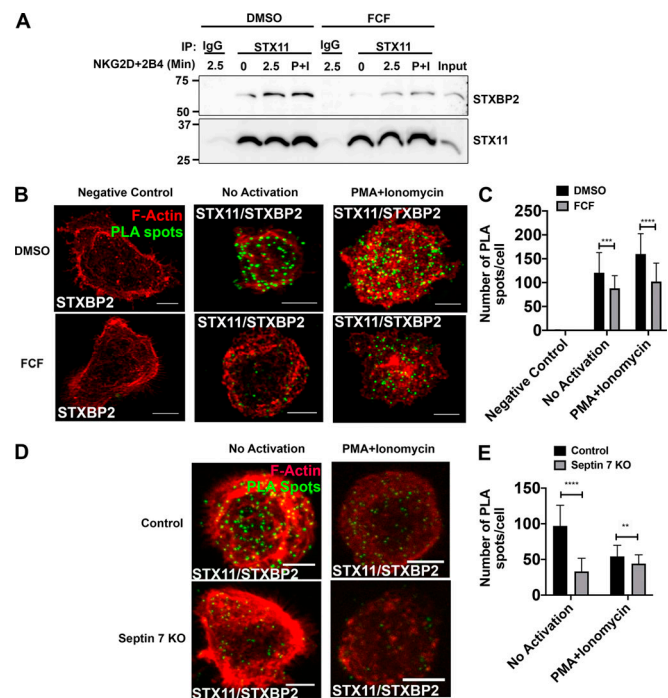 A
DMSO
FCF
IP:
IgG
STX11
IgG
STX11
NKG2D+2B4 (Min)
2.5
0
2.5
P+I
2.5
0
2.5
P+I
Input
75
50
STXBP2
37
25
STX11
B
Negative Control
No Activation
PMA+Ionomycin
DMSO
F-Actin
PLA spots
STXBP2
STX11/STXBP2
STX11/STXBP2
FCF
STXBP2
STX11/STXBP2
STX11/STXBP2
C
DMSO
FCF
Number of PLA
spots/cell
250
200
150
100
50
0
***
****
Negative Control
No Activation
PMA+Ionomycin
D
No Activation
PMA+Ionomycin
Control
F-Actin
PLA Spots
STX11/STXBP2
STX11/STXBP2
Septin 7 KO
STX11/STXBP2
STX11/STXBP2
E
Control
Septin 7 KO
Number of PLA
spots/cell
150
100
50
0
****
**
No Activation
PMA+Ionomycin